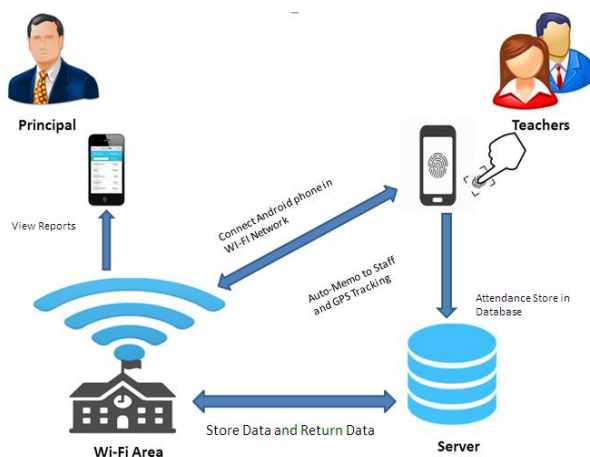 Principal
Teachers
View Reports
Connect Android phone in
WI-FI Network
Auto-Memo to Staff
and GPS Tracking
Attendance Store in
Database
Wi-Fi Area
Store Data and Return Data
Server